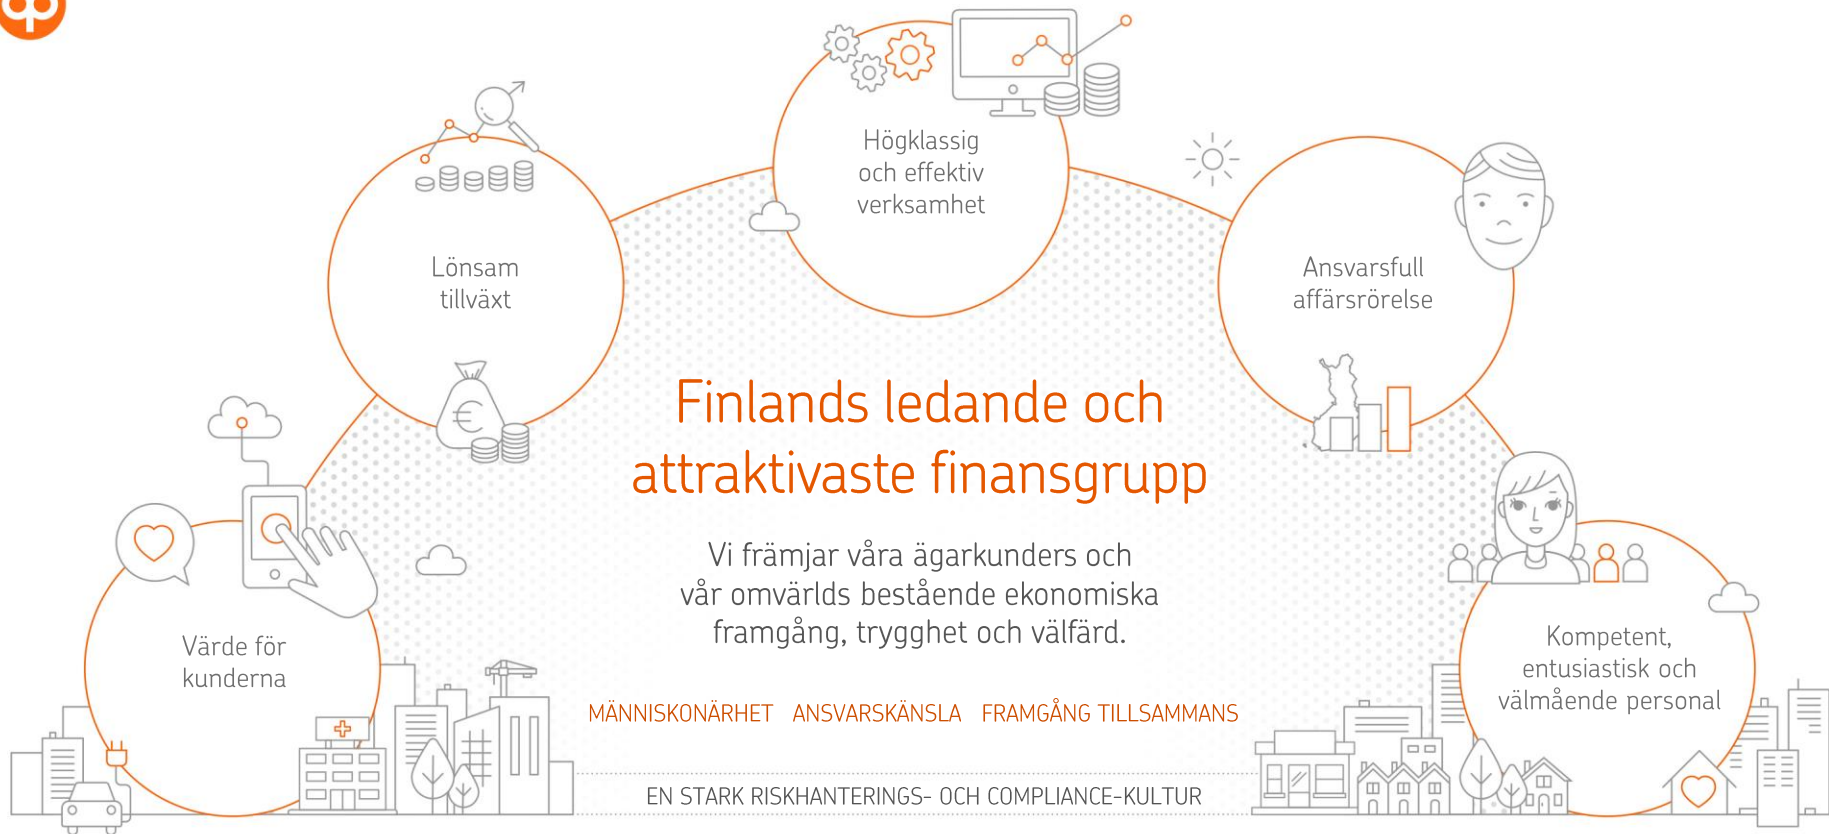 op
Värde för
kunderna
Lönsam
tillväxt
Högklassig
och effektiv
verksamhet
Ansvarsfull
affärsrörelse
Kompetent,
entusiastisk och
välmående personal
Finlands ledande och
attraktivaste finansgrupp
Vi främjar våra ägarkunders och
vår omvärlds bestående ekonomiska
framgång, trygghet och välfärd.
MÄNNISKONÄRHET ANSVARSKÄNSLA FRAMGÅNG TILLSAMMANS
EN STARK RISKHANTERINGS- OCH COMPLIANCE-KULTUR